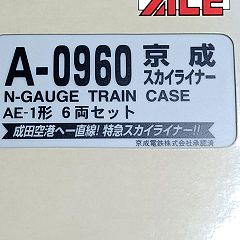 ACE
A-0960 京成
スカイライナー
N-GAUGE TRAIN CASE
AE-1形 6両セット
成田空港へ一直線!特急スカイライナー!!
京成電鉄株式会社承認済